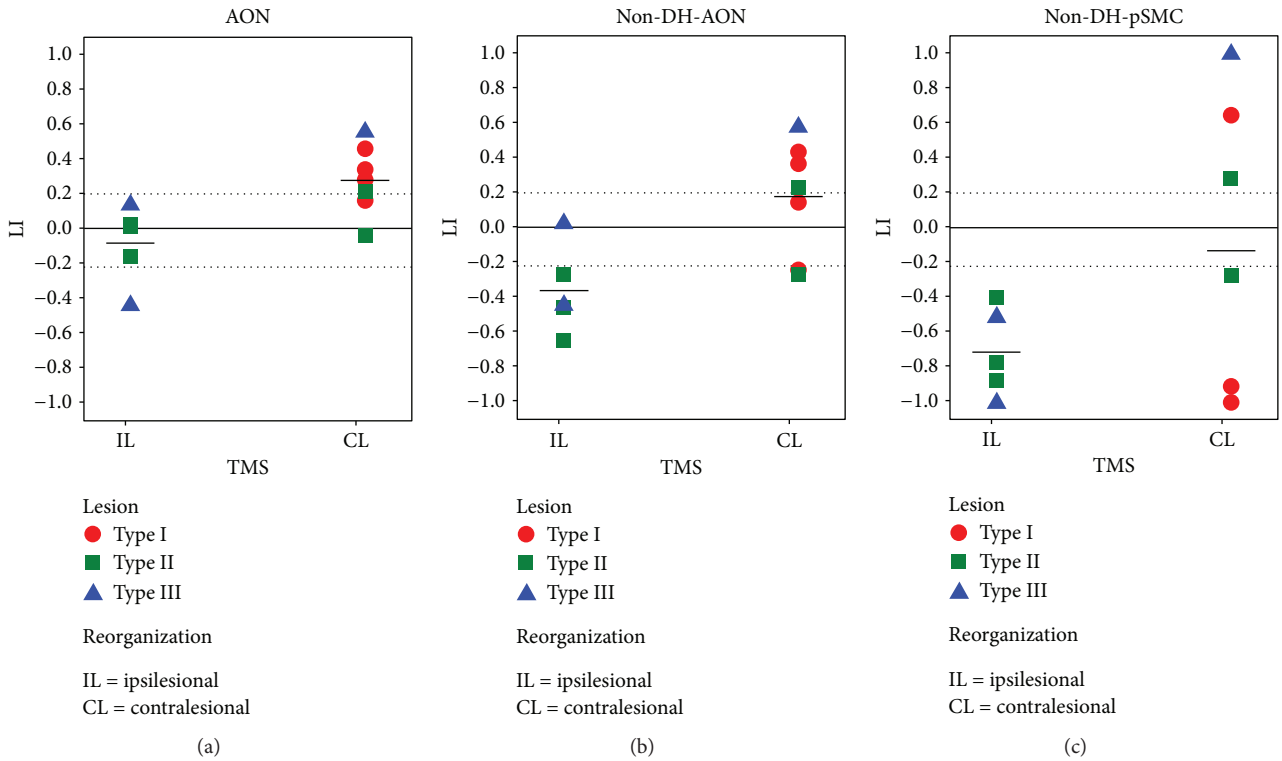 AON
LI
1.0
0.8
0.6
0.4
0.2
0.0
−0.2
−0.4
−0.6
−0.8
−1.0
IL CL
TMS
Lesion
Type I
Type II
Type III
Reorganization
IL = ipsilesional
CL = contralesional
(a)
Non-DH-AON
LI
1.0
0.8
0.6
0.4
0.2
0.0
−0.2
−0.4
−0.6
−0.8
−1.0
IL CL
TMS
Lesion
Type I
Type II
Type III
Reorganization
IL = ipsilesional
CL = contralesional
(b)
Non-DH-pSMC
LI
1.0
0.8
0.6
0.4
0.2
0.0
−0.2
−0.4
−0.6
−0.8
−1.0
IL CL
TMS
Lesion
Type I
Type II
Type III
Reorganization
IL = ipsilesional
CL = contralesional
(c)